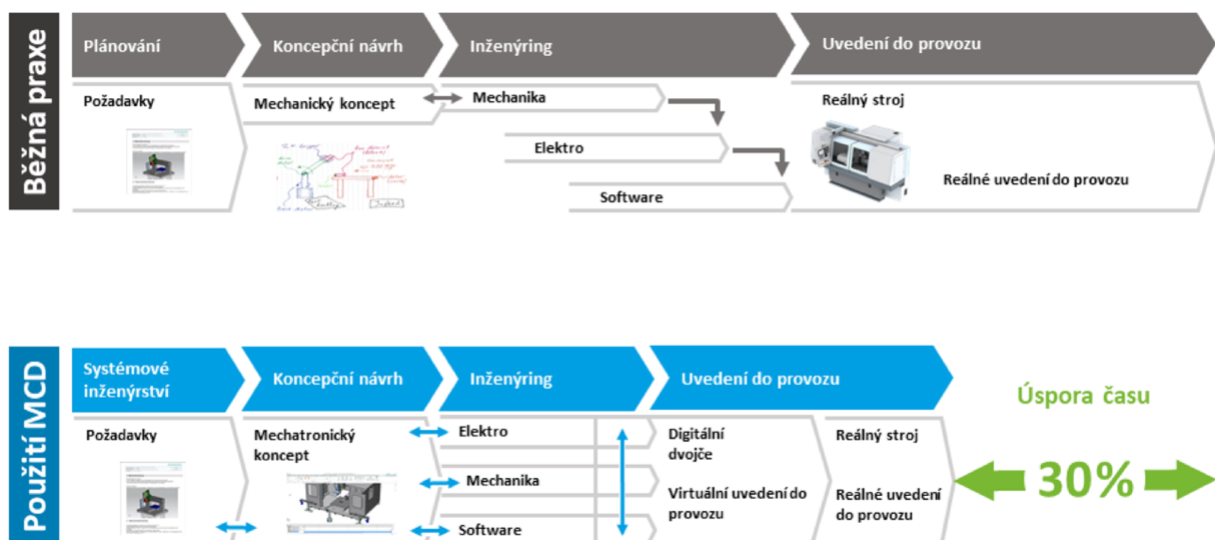 Běžná praxe
Plánování
Koncepční návrh
Inženýring
Uvedení do provozu
Požadavky
Mechanický koncept
Mechanika
Elektro
Software
Reálný stroj
Reálné uvedení do provozu
Použití MCD
Systémové
inženýrství
Koncepční návrh
Inženýring
Uvedení do provozu
Požadavky
Mechatronický
koncept
Elektro
Mechanika
Software
Digitální
dvojče
Virtuální uvedení do
provozu
Reálný stroj
Reálné uvedení
do provozu
Úspora času
30%